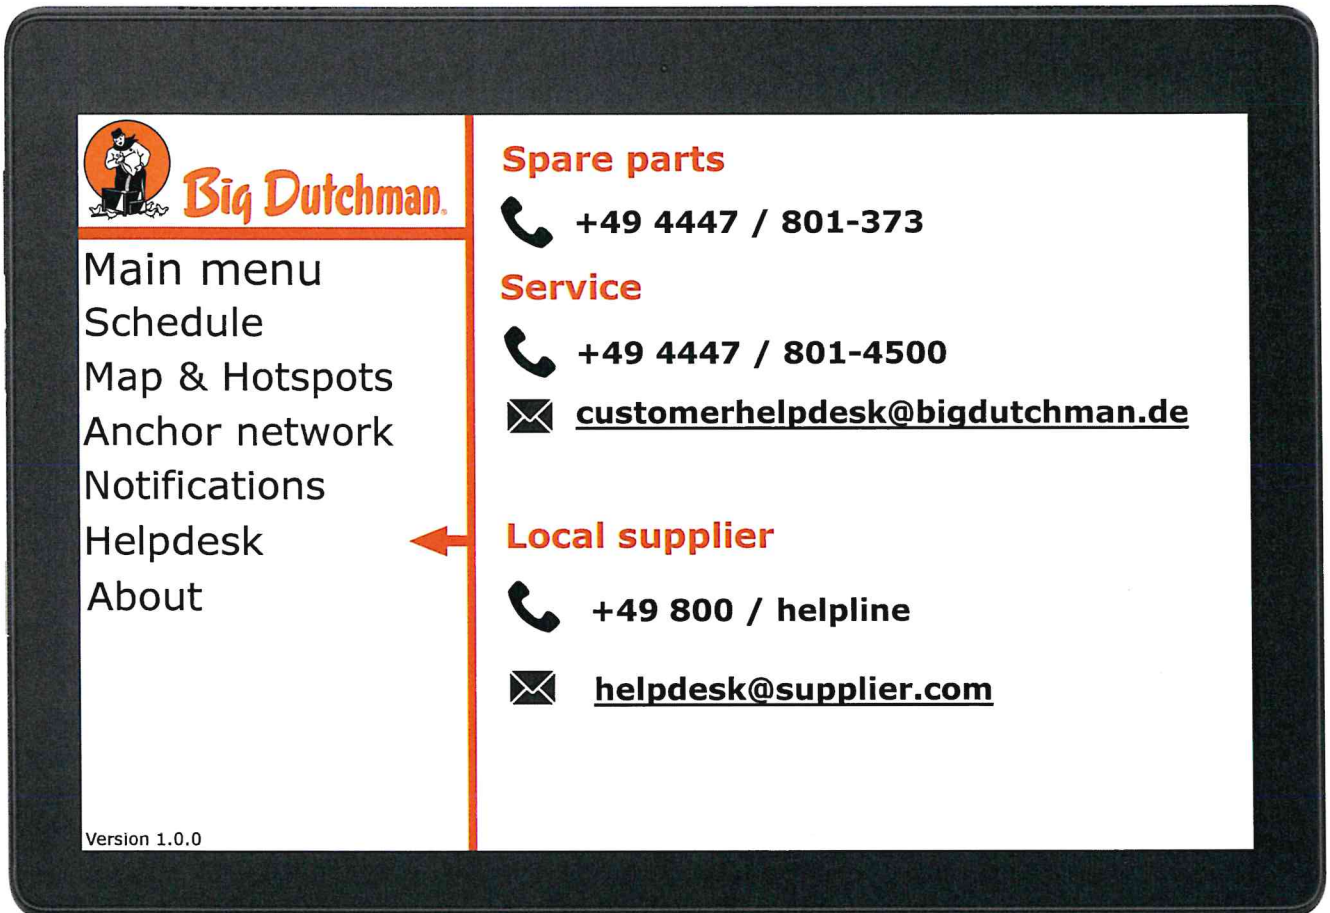 Big Dutchman.
Main menu
Schedule
Map & Hotspots
Anchor network
Notifications
Helpdesk
About
Version 1.0.0
Spare parts
+49 4447 / 801-373
Service
+49 4447 / 801-4500
customerhelpdesk@bigdutchman.de
Local supplier
+49 800 / helpline
helpdesk@supplier.com